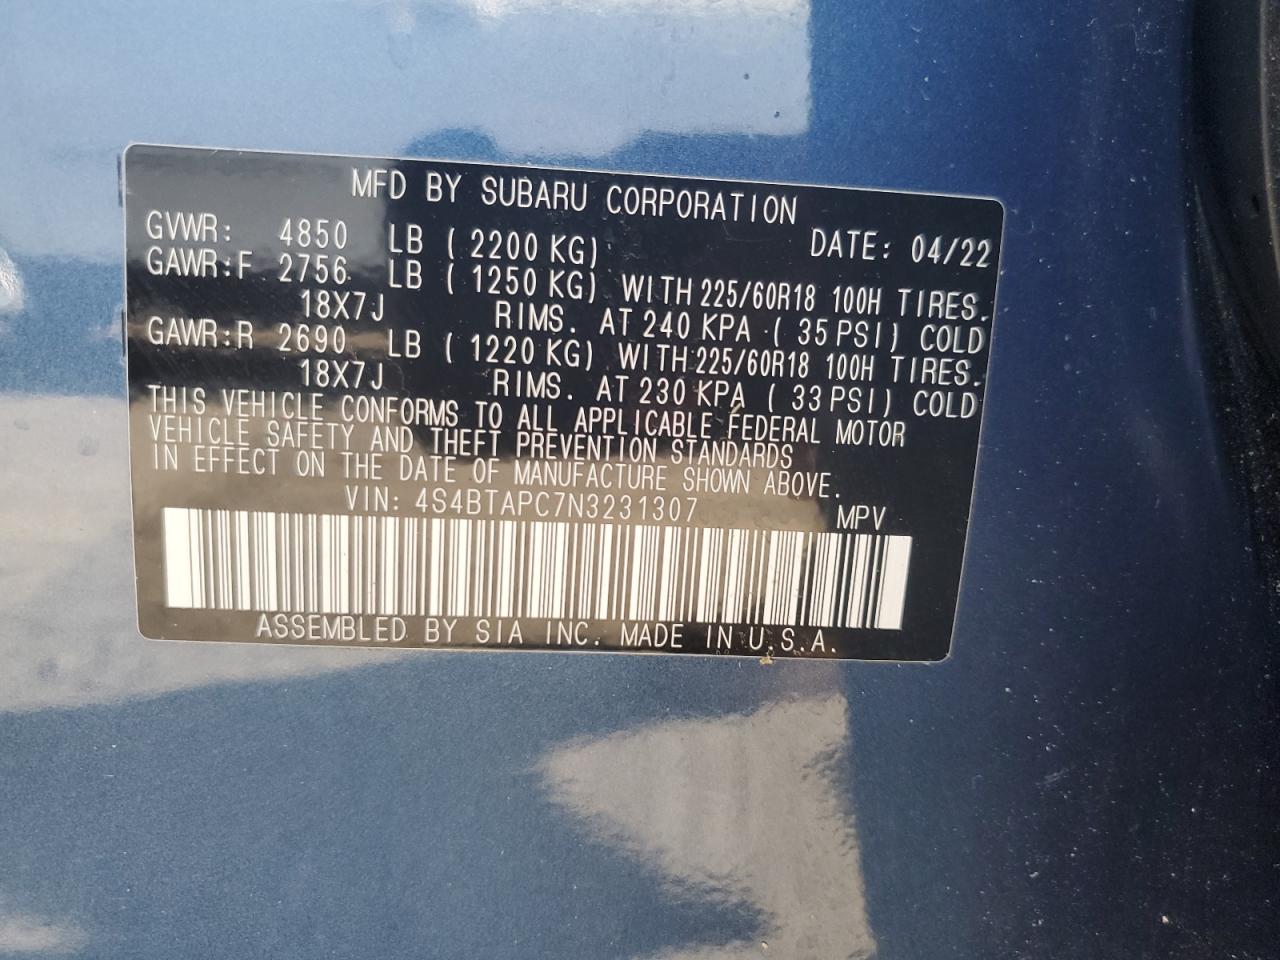 MFD BY SUBARU CORPORATION
GVWR: 4850 LB ( 2200 KG) DATE: 04/22
GAWR:F 2756 LB ( 1250 KG) WITH 225/60R18 100H TIRES.
18X7J RIMS. AT 240 KPA ( 35 PSI) COLD
GAWR:R 2690 LB ( 1220 KG) WITH 225/60R18 100H TIRES.
18X7J RIMS. AT 230 KPA ( 33 PSI) COLD
THIS VEHICLE CONFORMS TO ALL APPLICABLE FEDERAL MOTOR
VEHICLE SAFETY AND THEFT PREVENTION STANDARDS
IN EFFECT ON THE DATE OF MANUFACTURE SHOWN ABOVE.
VIN: 4S4BTAPC7N3231307 MPV
ASSEMBLED BY SIA INC. MADE IN U.S.A.